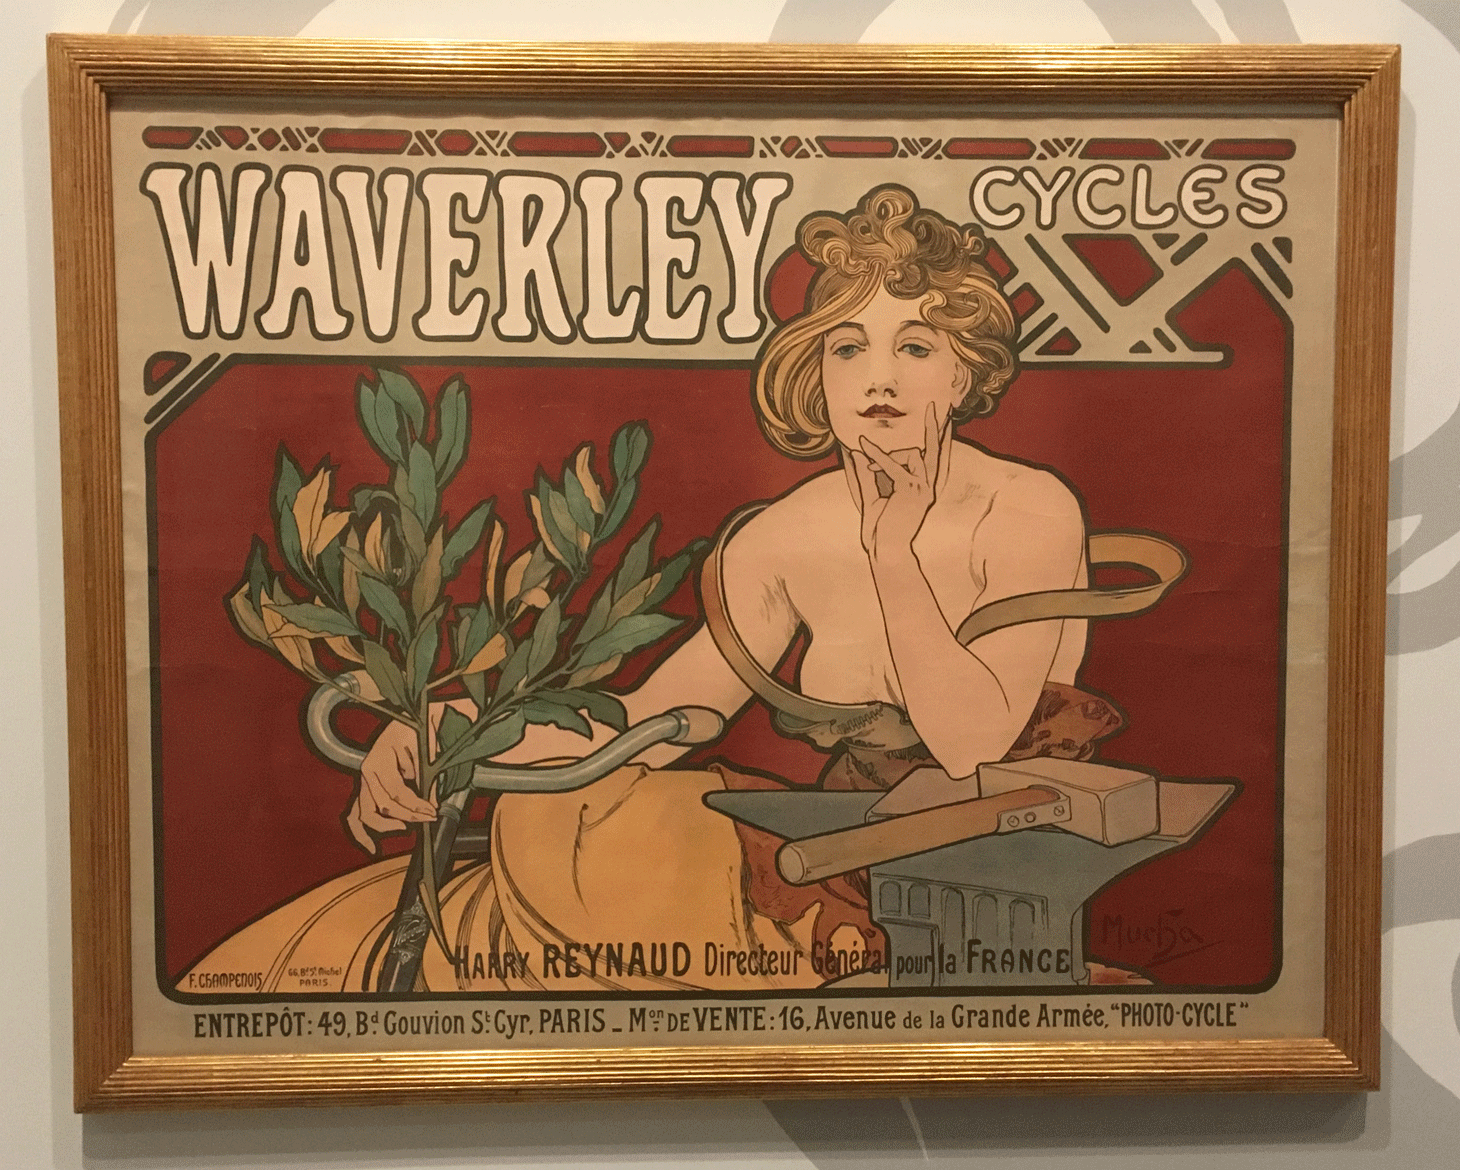 WAVERLEY
CYCLES
Mucha
HARRY REYNAUD Directeur Général pour la FRANCE
F. CHAMPENOIS
66, Bd St Michel
PARIS.
ENTREPÔT: 49, Bd Gouvion St Cyr, PARIS _ Mon DE VENTE: 16, Avenue de la Grande Armée, "PHOTO-CYCLE"